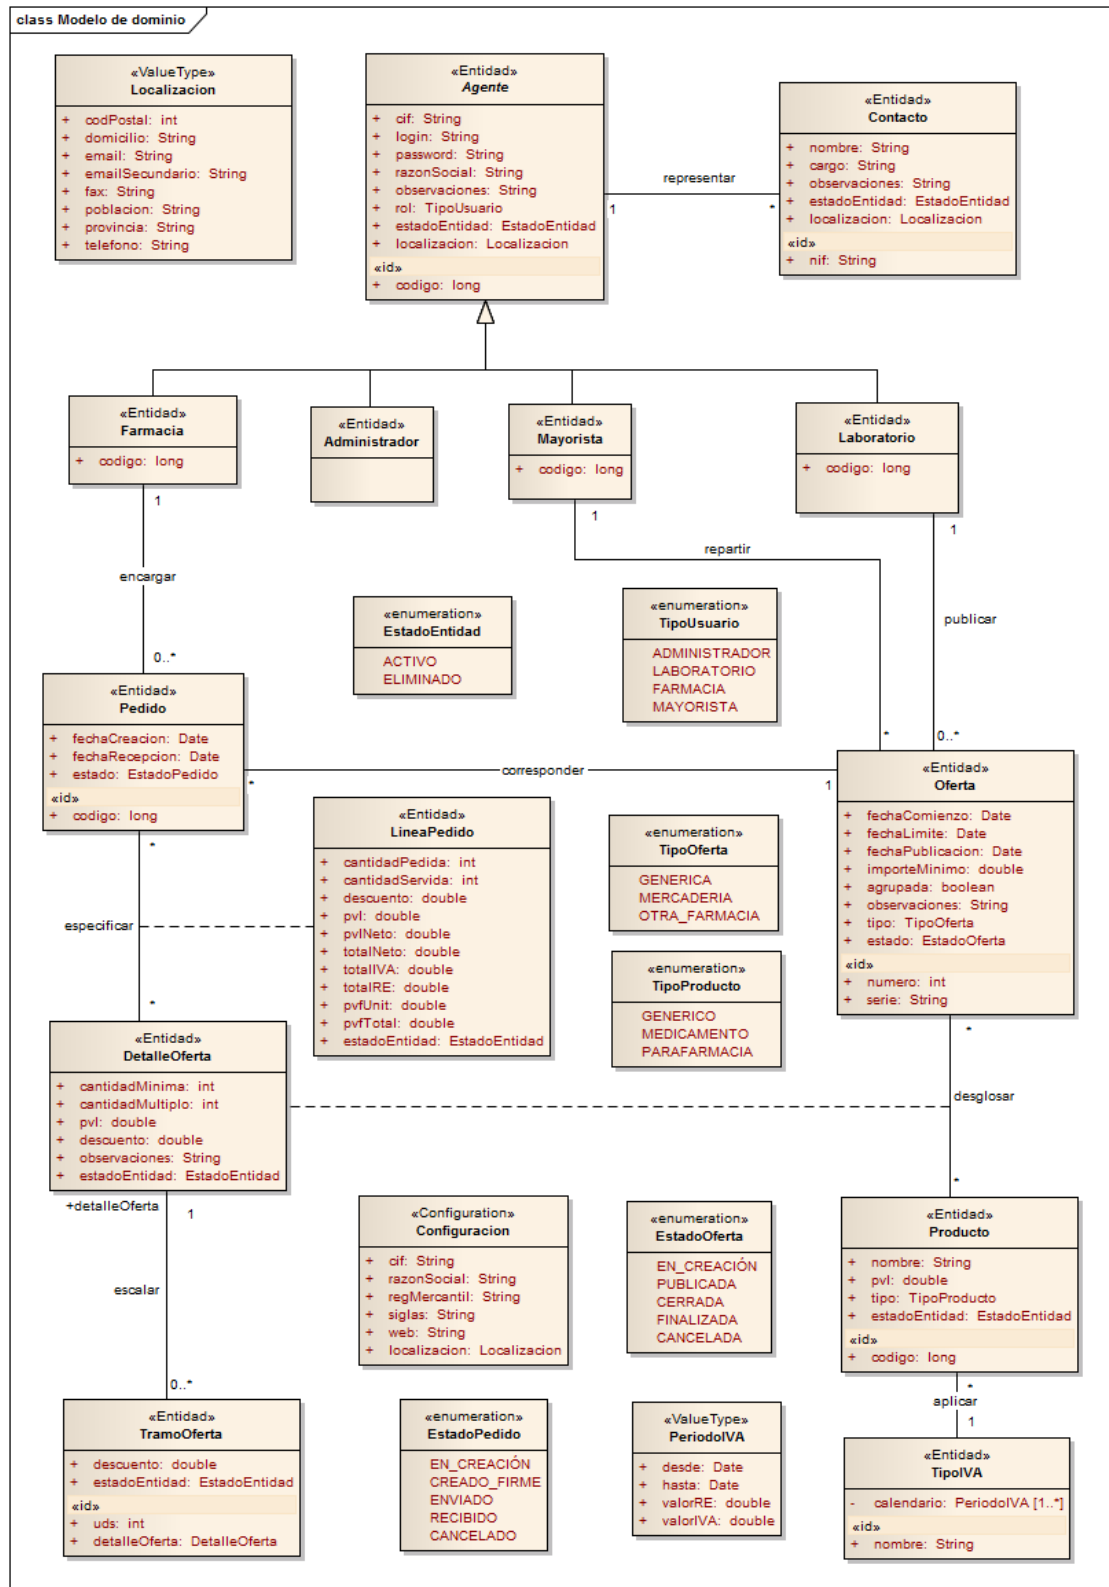 class Modelo de dominio
«ValueType»
Localizacion
+ codPostal: int
+ domicilio: String
+ email: String
+ emailSecundario: String
+ fax: String
+ poblacion: String
+ provincia: String
+ telefono: String
«Entidad»
Agente
+ cif: String
+ login: String
+ password: String
+ razonSocial: String
+ observaciones: String
+ rol: TipoUsuario
+ estadoEntidad: EstadoEntidad
+ localizacion: Localizacion
«id»
+ codigo: long
representar
1
*
«Entidad»
Contacto
+ nombre: String
+ cargo: String
+ observaciones: String
+ estadoEntidad: EstadoEntidad
+ localizacion: Localizacion
«id»
+ nif: String
«Entidad»
Farmacia
+ codigo: long
«Entidad»
Administrador
«Entidad»
Mayorista
+ codigo: long
«Entidad»
Laboratorio
+ codigo: long
1
encargar
0..*
1
repartir
*
1
publicar
0..*
«enumeration»
EstadoEntidad
ACTIVO
ELIMINADO
«enumeration»
TipoUsuario
ADMINISTRADOR
LABORATORIO
FARMACIA
MAYORISTA
«Entidad»
Pedido
+ fechaCreacion: Date
+ fechaRecepcion: Date
+ estado: EstadoPedido
«id»
+ codigo: long
*
corresponder
1
«Entidad»
Oferta
+ fechaComienzo: Date
+ fechaLimite: Date
+ fechaPublicacion: Date
+ importeMinimo: double
+ agrupada: boolean
+ observaciones: String
+ tipo: TipoOferta
+ estado: EstadoOferta
«id»
+ numero: int
+ serie: String
«Entidad»
LineaPedido
+ cantidadPedida: int
+ cantidadServida: int
+ descuento: double
+ pvl: double
+ pvlNeto: double
+ totalNeto: double
+ totalIVA: double
+ totalRE: double
+ pvfUnit: double
+ pvfTotal: double
+ estadoEntidad: EstadoEntidad
«enumeration»
TipoOferta
GENERICA
MERCADERIA
OTRA_FARMACIA
*
especificar
*
«enumeration»
TipoProducto
GENERICO
MEDICAMENTO
PARAFARMACIA
«Entidad»
DetalleOferta
+ cantidadMinima: int
+ cantidadMultiplo: int
+ pvl: double
+ descuento: double
+ observaciones: String
+ estadoEntidad: EstadoEntidad
*
desglosar
*
+detalleOferta
1
escalar
0..*
«Configuration»
Configuracion
+ cif: String
+ razonSocial: String
+ regMercantil: String
+ siglas: String
+ web: String
+ localizacion: Localizacion
«enumeration»
EstadoOferta
EN_CREACIÓN
PUBLICADA
CERRADA
FINALIZADA
CANCELADA
«Entidad»
Producto
+ nombre: String
+ pvl: double
+ tipo: TipoProducto
+ estadoEntidad: EstadoEntidad
«id»
+ codigo: long
*
aplicar
1
«Entidad»
TramoOferta
+ descuento: double
+ estadoEntidad: EstadoEntidad
«id»
+ uds: int
+ detalleOferta: DetalleOferta
«enumeration»
EstadoPedido
EN_CREACIÓN
CREADO_FIRME
ENVIADO
RECIBIDO
CANCELADO
«ValueType»
PeriodoIVA
+ desde: Date
+ hasta: Date
+ valorRE: double
+ valorIVA: double
«Entidad»
TipoIVA
- calendario: PeriodoIVA [1..*]
«id»
+ nombre: String